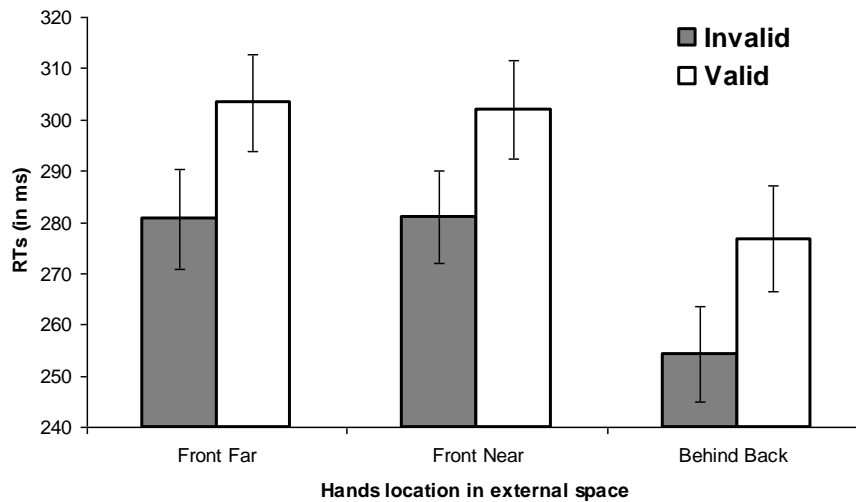 320
310
300
290
280
270
260
250
240
RTs (in ms)
Invalid
Valid
Front Far
Front Near
Behind Back
Hands location in external space